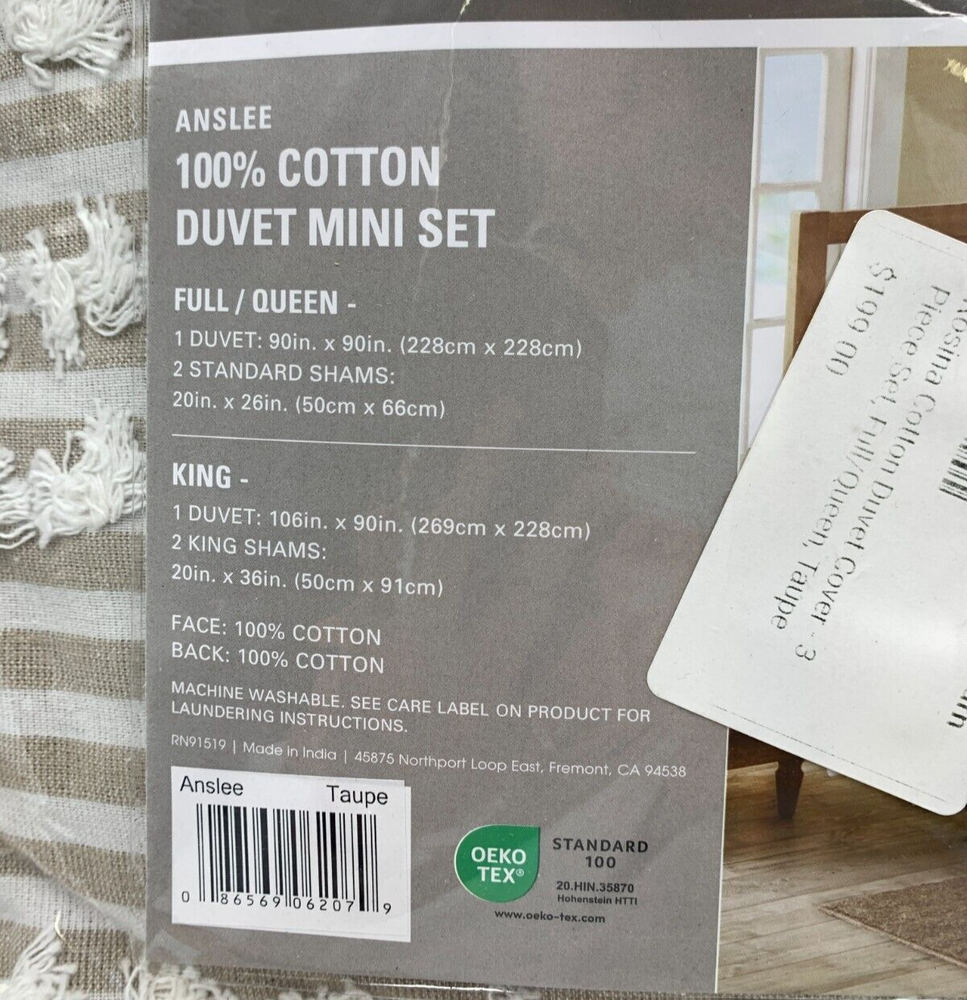 ANSLEE
100% COTTON
DUVET MINI SET
FULL / QUEEN -
1 DUVET: 90in. x 90in. (228cm x 228cm)
2 STANDARD SHAMS:
20in. x 26in. (50cm x 66cm)
KING -
1 DUVET: 106in. x 90in. (269cm x 228cm)
2 KING SHAMS:
20in. x 36in. (50cm x 91cm)
FACE: 100% COTTON
BACK: 100% COTTON
MACHINE WASHABLE. SEE CARE LABEL ON PRODUCT FOR
LAUNDERING INSTRUCTIONS.
RN91519 | Made in India | 45875 Northport Loop East, Fremont, CA 94538
Anslee Taupe
0 86569 06207 9
OEKO
TEX®
STANDARD
100
20.HIN.35870
Hohenstein HTTI
www.oeko-tex.com
Cotton Duvet Cover - 3
Piece Set, Full/Queen, Taupe
$199.00